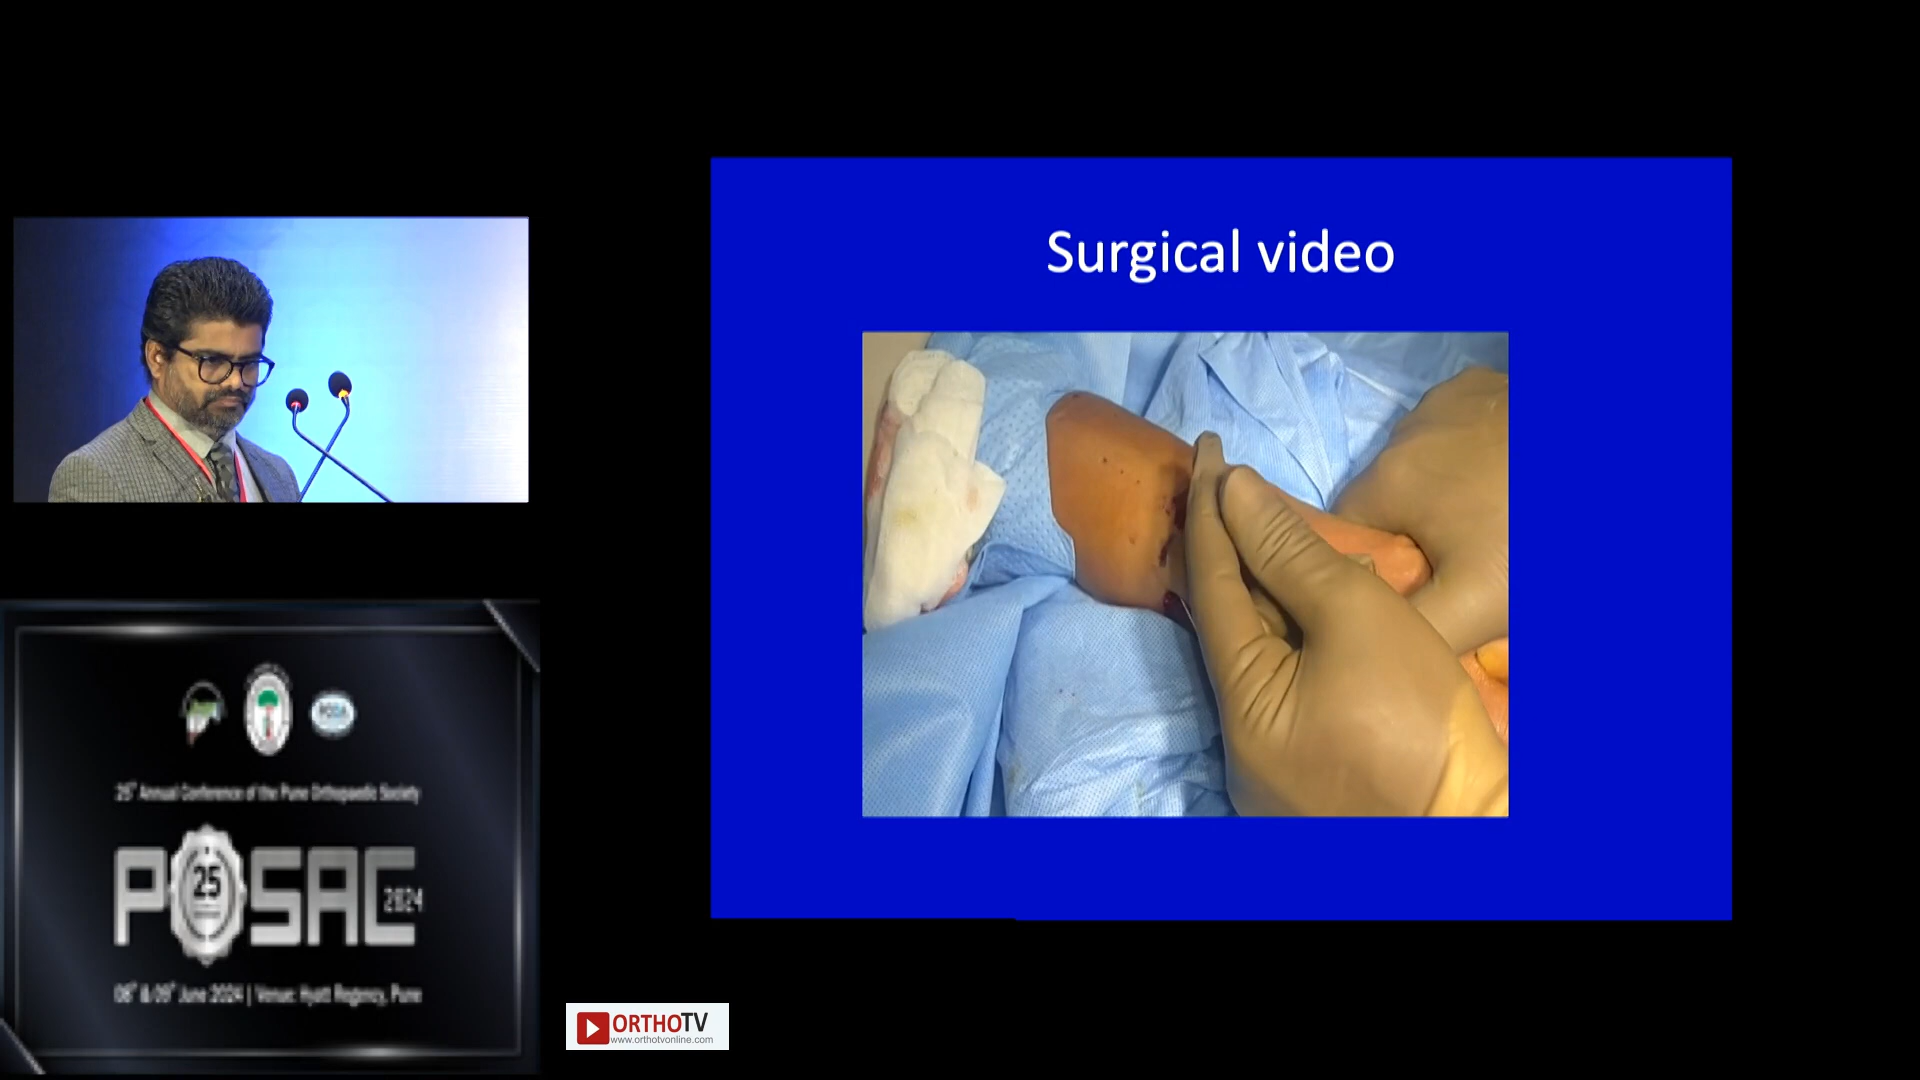 Surgical video
25th Annual Conference of the Pune Orthopaedic Society
POSAC
25
2024
08th & 09th June 2024 | Venue: Hyatt Regency, Pune
ORTHOTV
www.orthotvonline.com